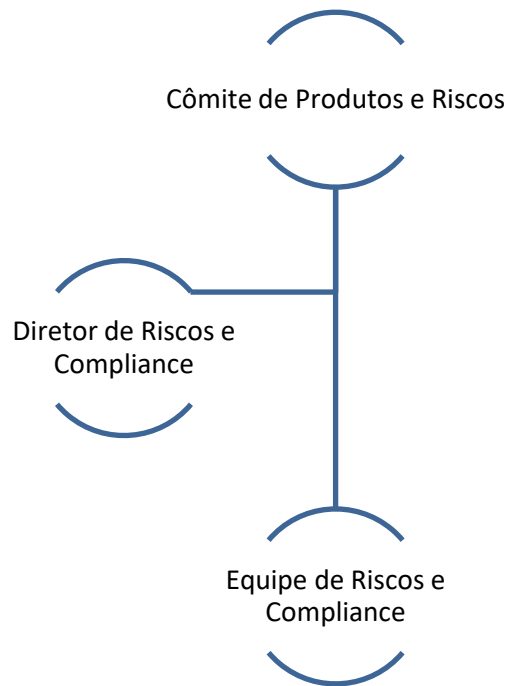 Cômite de Produtos e Riscos
Diretor de Riscos e
Compliance
Equipe de Riscos e
Compliance